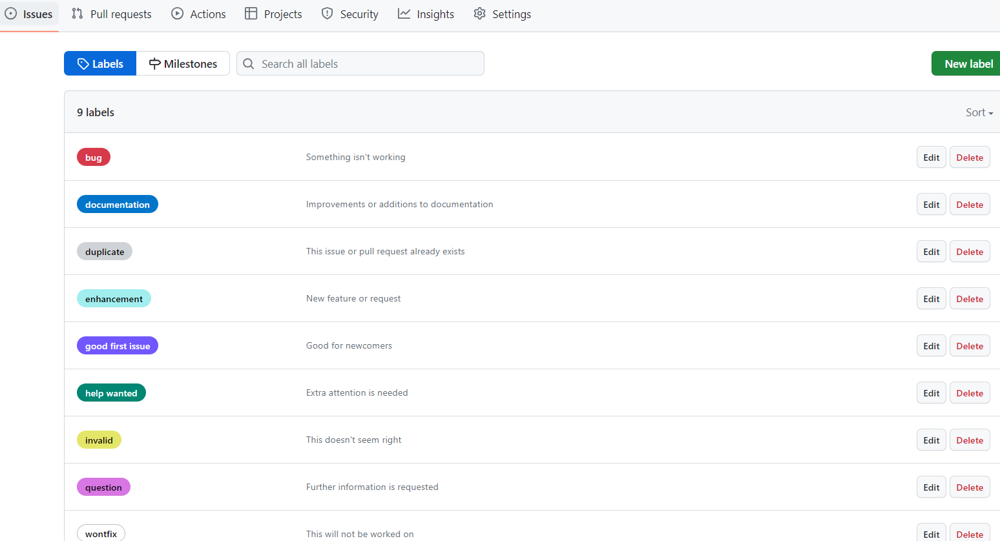 Issues Pull requests Actions Projects Security Insights Settings
Labels Milestones Search all labels New label
9 labels Sort
bug Something isn't working Edit Delete
documentation Improvements or additions to documentation Edit Delete
duplicate This issue or pull request already exists Edit Delete
enhancement New feature or request Edit Delete
good first issue Good for newcomers Edit Delete
help wanted Extra attention is needed Edit Delete
invalid This doesn't seem right Edit Delete
question Further information is requested Edit Delete
wontfix This will not be worked on Edit Delete